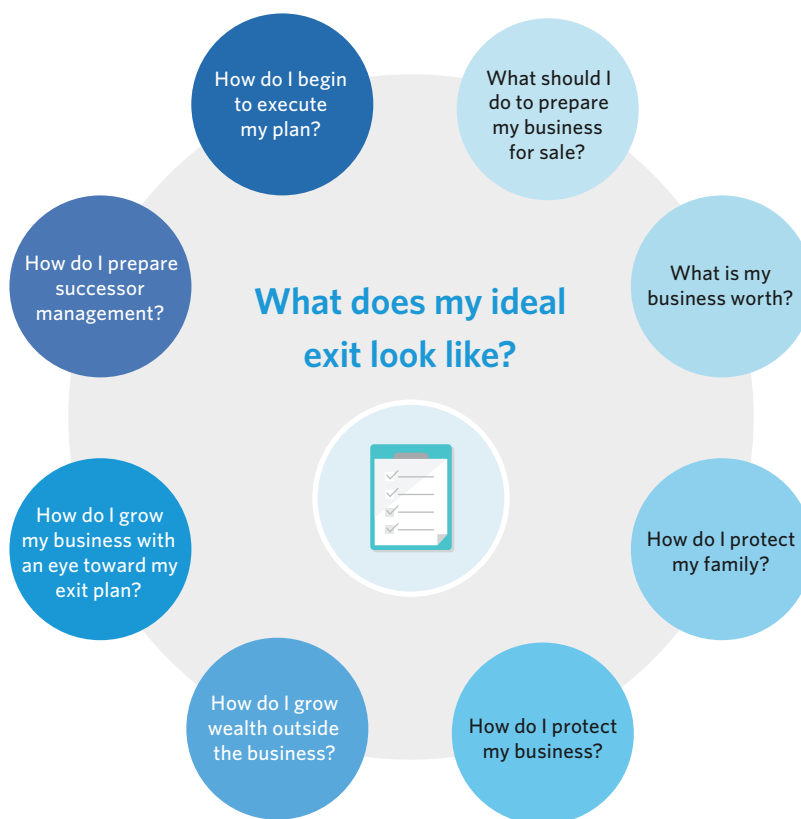 What does my ideal
exit look like?
What should I
do to prepare
my business
for sale?
What is my
business worth?
How do I protect
my family?
How do I protect
my business?
How do I grow
wealth outside
the business?
How do I grow
my business with
an eye toward my
exit plan?
How do I prepare
successor
management?
How do I begin
to execute
my plan?